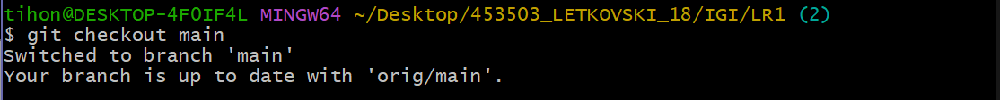 tihon@DESKTOP-4F0IF4L MINGW64 ~/Desktop/453503_LETKOVSKI_18/IGI/LR1 (2)
$ git checkout main
Switched to branch 'main'
Your branch is up to date with 'orig/main'.